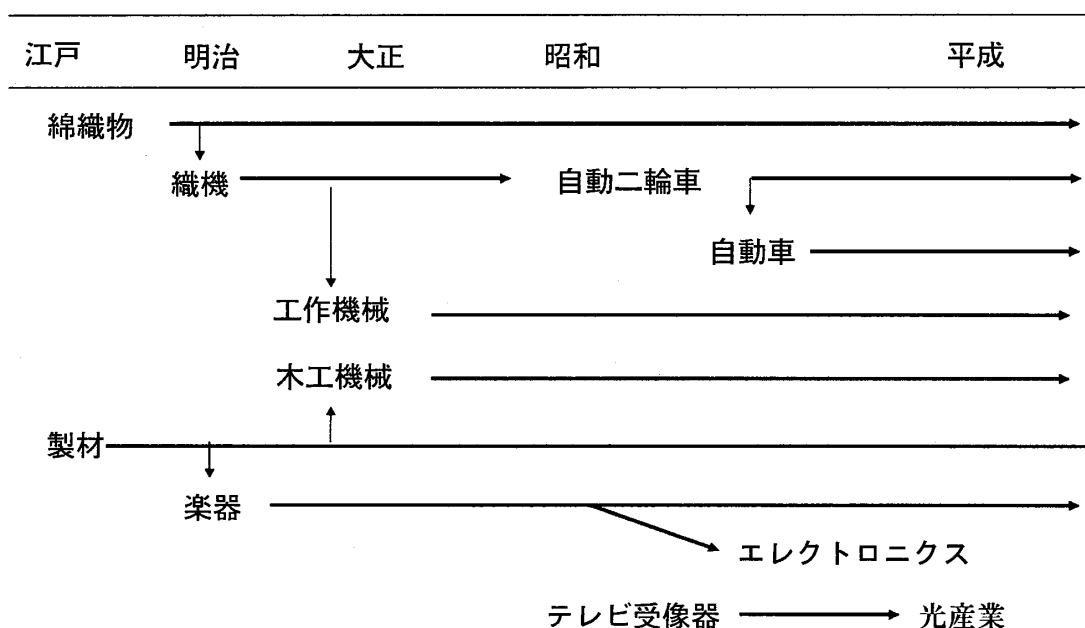 江戸 明治 大正 昭和 平成
綿織物
織機 自動二輪車
自動車
工作機械
木工機械
製材
楽器
エレクトロニクス
テレビ受像器 光産業